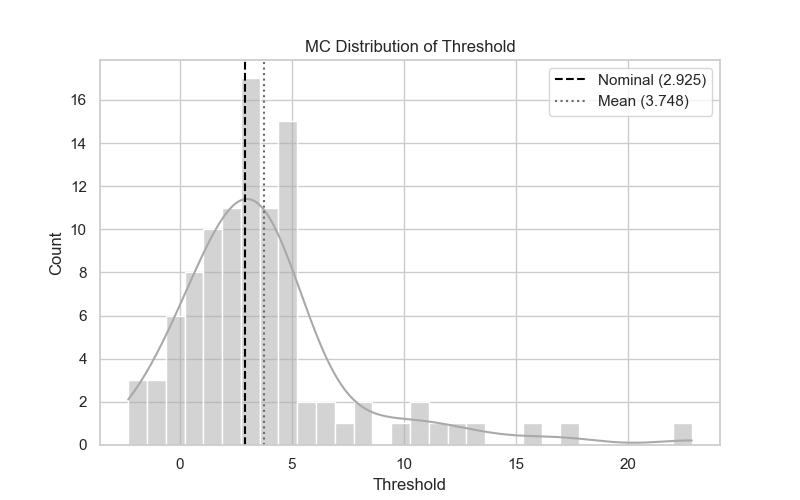 MC Distribution of Threshold
Nominal (2.925)
Mean (3.748)
Count
16
14
12
10
8
6
4
2
0
0 5 10 15 20
Threshold